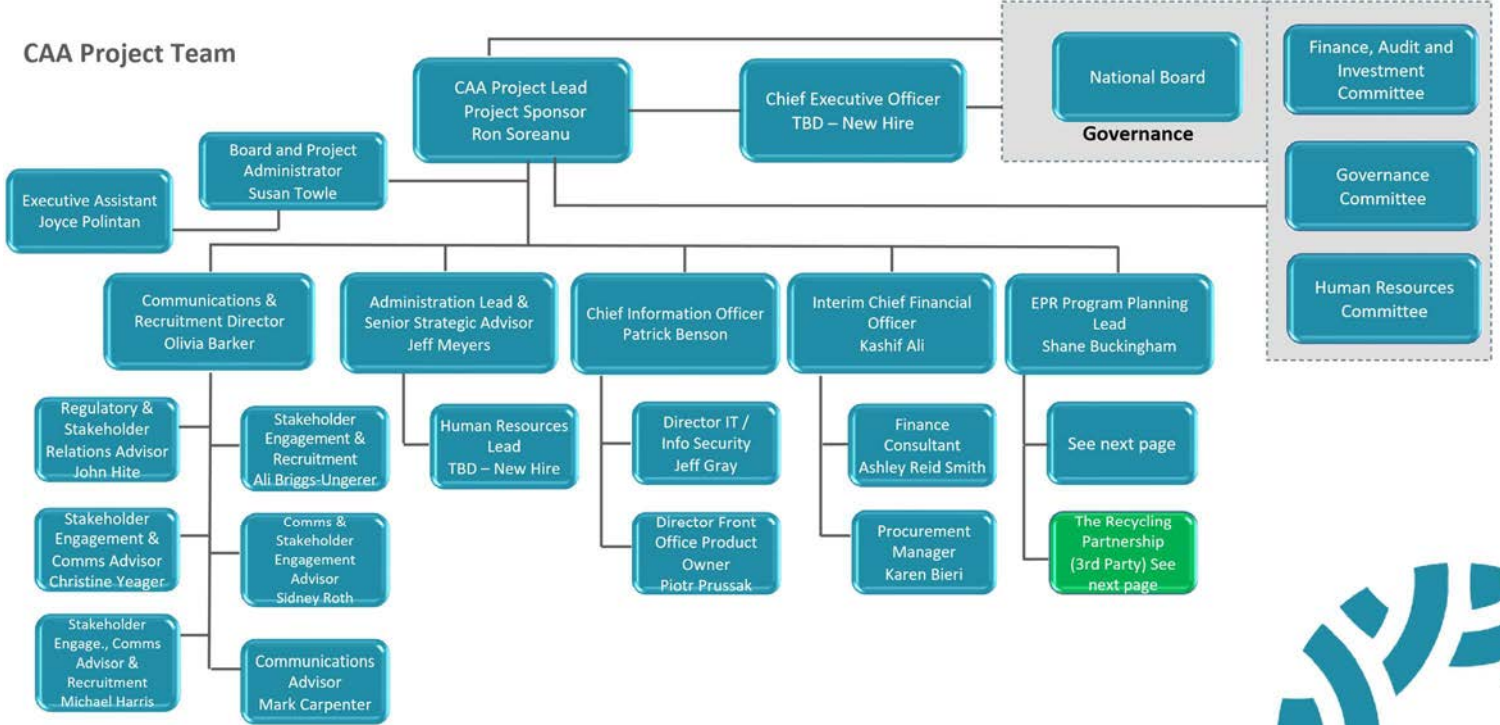 CAA Project Team
CAA Project Lead
Project Sponsor
Ron Soreanu
Chief Executive Officer
TBD – New Hire
National Board
Governance
Finance, Audit and
Investment
Committee
Governance
Committee
Human Resources
Committee
Board and Project
Administrator
Susan Towle
Executive Assistant
Joyce Polintan
Communications &
Recruitment Director
Olivia Barker
Administration Lead &
Senior Strategic Advisor
Jeff Meyers
Chief Information Officer
Patrick Benson
Interim Chief Financial
Officer
Kashif Ali
EPR Program Planning
Lead
Shane Buckingham
Regulatory &
Stakeholder
Relations Advisor
John Hite
Stakeholder
Engagement &
Recruitment
Ali Briggs-Ungerer
Human Resources
Lead
TBD – New Hire
Director IT /
Info Security
Jeff Gray
Finance
Consultant
Ashley Reid Smith
See next page
Stakeholder
Engagement &
Comms Advisor
Christine Yeager
Comms &
Stakeholder
Engagement
Advisor
Sidney Roth
Director Front
Office Product
Owner
Piotr Prussak
Procurement
Manager
Karen Bieri
The Recycling
Partnership
(3rd Party) See
next page
Stakeholder
Engage., Comms
Advisor &
Recruitment
Michael Harris
Communications
Advisor
Mark Carpenter